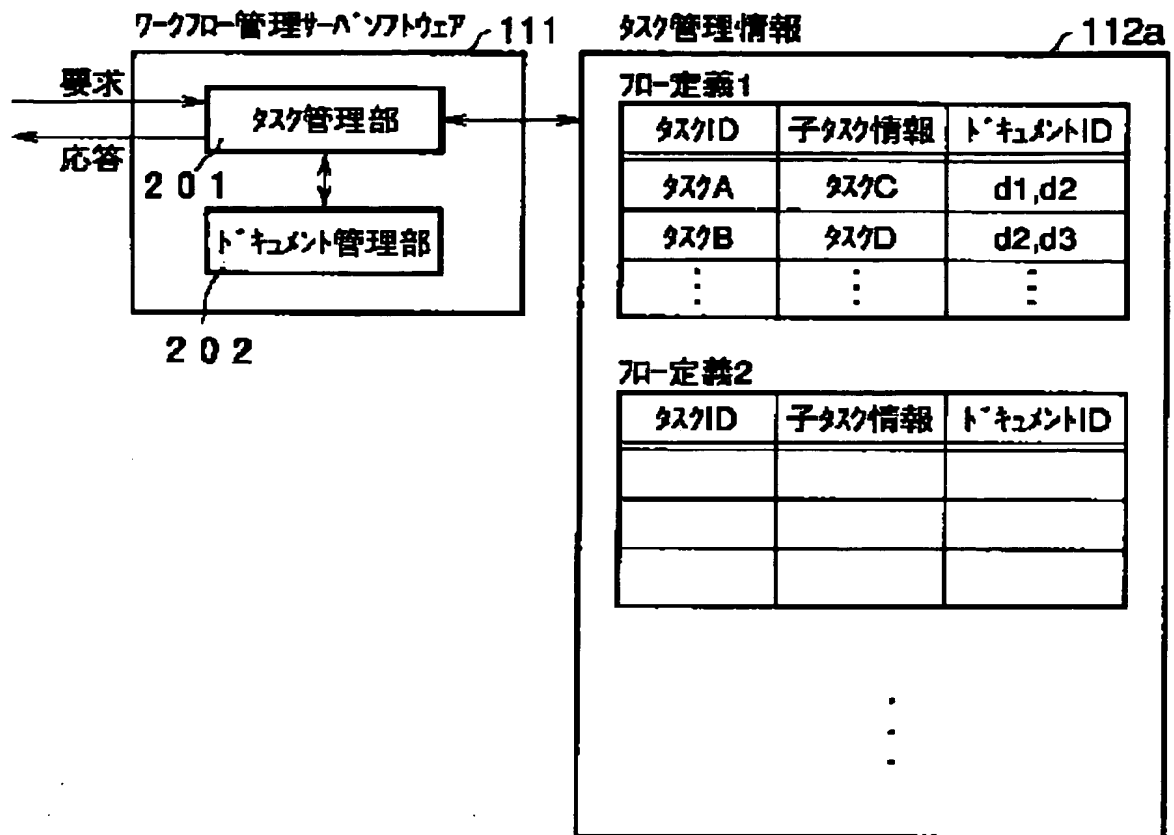 ワークフロー管理サーバソフトウェア 111
要求
応答
タスク管理部
201
ドキュメント管理部
202
タスク管理情報 112a
フロー定義1
タスクID 子タスク情報 ドキュメントID
タスクA タスクC d1,d2
タスクB タスクD d2,d3
フロー定義2
タスクID 子タスク情報 ドキュメントID